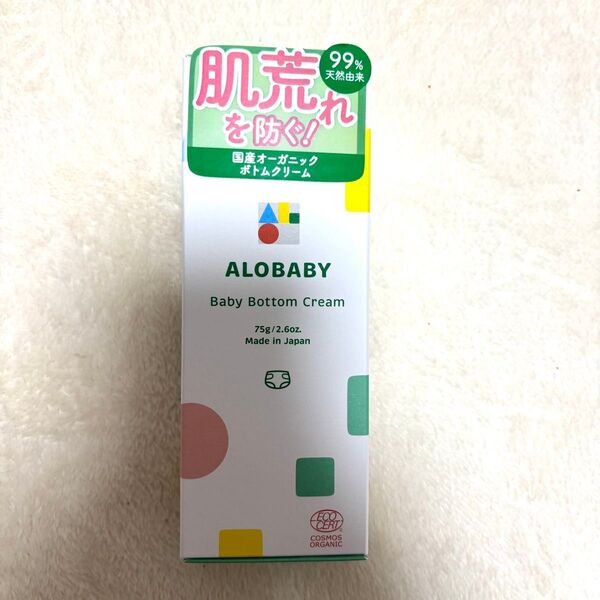 99%
天然由来
肌荒れ
を防ぐ!
国産オーガニック
ボトムクリーム
ALOBABY
Baby Bottom Cream
75g/2.6oz.
Made in Japan
ECO
CERT
COSMOS
ORGANIC